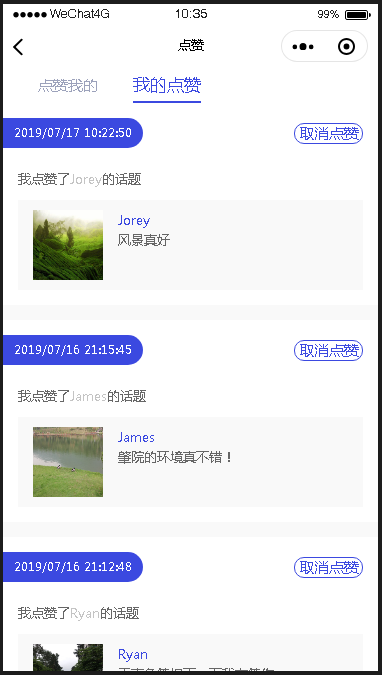 ●●●●● WeChat4G 10:35 99%
点赞
点赞我的 我的点赞
2019/07/17 10:22:50 取消点赞
我点赞了Jorey的话题
Jorey
风景真好
2019/07/16 21:15:45 取消点赞
我点赞了James的话题
James
肇院的环境真不错！
2019/07/16 21:12:48 取消点赞
我点赞了Ryan的话题
Ryan